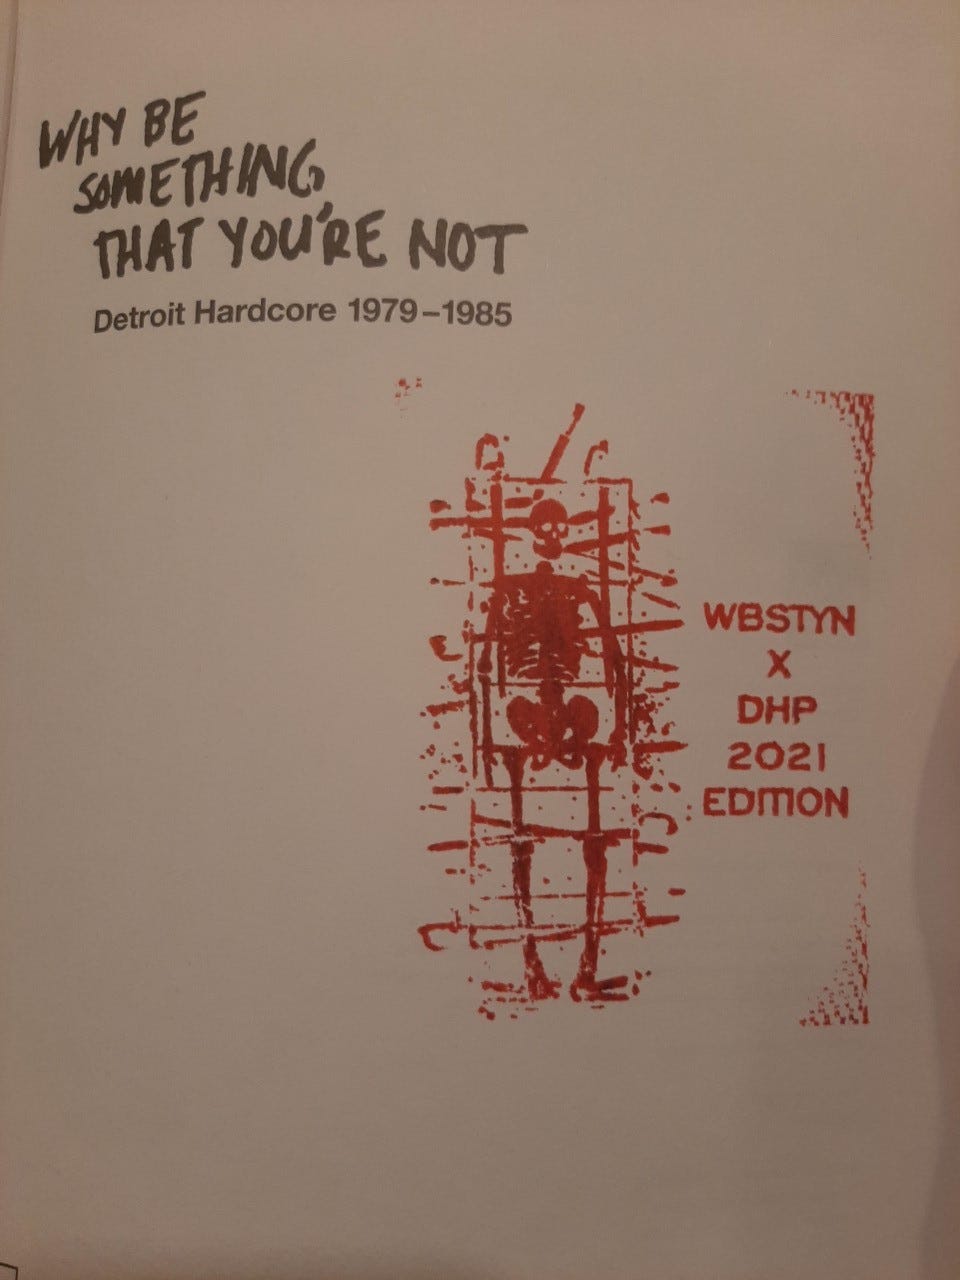 WHY BE
SOMETHING
THAT YOU'RE NOT
Detroit Hardcore 1979–1985
WBSTYN
X
DHP
2021
EDITION